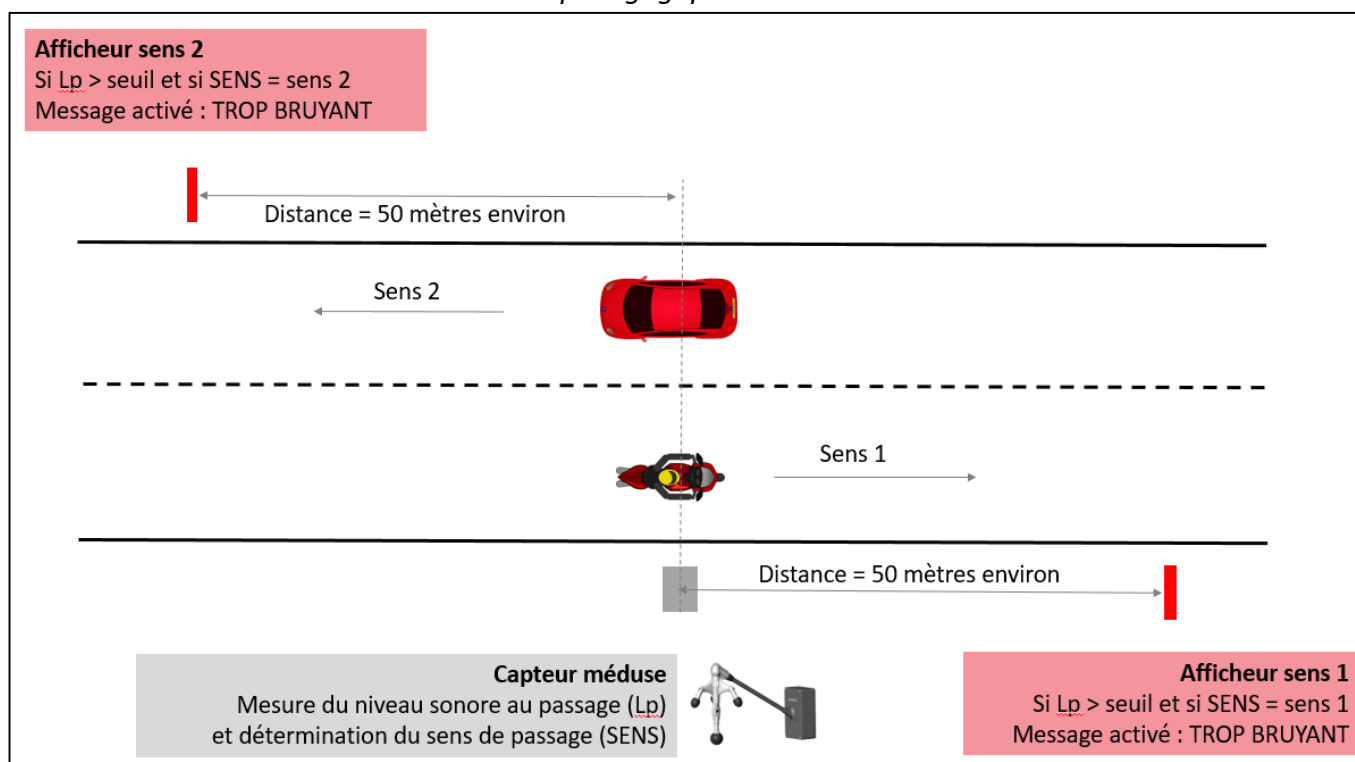 Afficheur sens 2
Si Lp > seuil et si SENS = sens 2
Message activé : TROP BRUYANT
Distance = 50 mètres environ
Sens 2
Sens 1
Distance = 50 mètres environ
Capteur méduse
Mesure du niveau sonore au passage (Lp)
et détermination du sens de passage (SENS)
Afficheur sens 1
Si Lp > seuil et si SENS = sens 1
Message activé : TROP BRUYANT